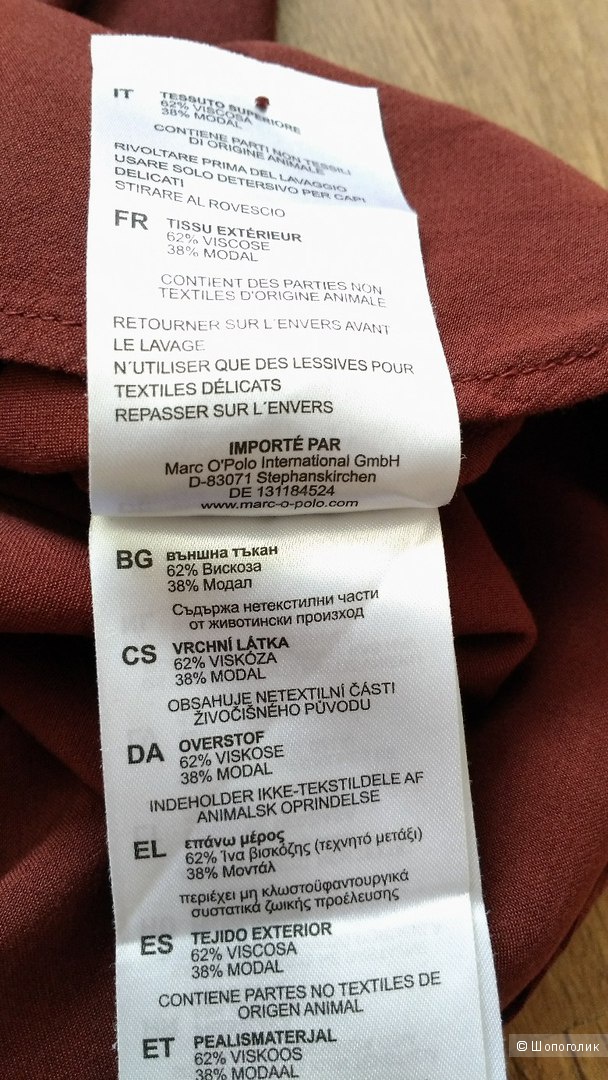 IT TESSUTO SUPERIORE
62% VISCOSA
38% MODAL
CONTIENE PARTI NON TESSILI
DI ORIGINE ANIMALE
RIVOLTARE PRIMA DEL LAVAGGIO
USARE SOLO DETERSIVO PER CAPI
DELICATI
STIRARE AL ROVESCIO
FR TISSU EXTÉRIEUR
62% VISCOSE
38% MODAL
CONTIENT DES PARTIES NON
TEXTILES D'ORIGINE ANIMALE
RETOURNER SUR L´ENVERS AVANT
LE LAVAGE
N´UTILISER QUE DES LESSIVES POUR
TEXTILES DÉLICATS
REPASSER SUR L´ENVERS
IMPORTÉ PAR
Marc O'Polo International GmbH
D-83071 Stephanskirchen
DE 131184524
www.marc-o-polo.com
BG външна тъкан
62% Вискоза
38% Модал
Съдържа нетекстилни части
от животински произход
CS VRCHNÍ LÁTKA
62% VISKÓZA
38% MODAL
OBSAHUJE NETEXTILNÍ ČÁSTI
ŽIVOČIŠNÉHO PŮVODU
DA OVERSTOF
62% VISKOSE
38% MODAL
INDEHOLDER IKKE-TEKSTILDELE AF
ANIMALSK OPRINDELSE
EL επάνω μέρος
62% Ίνα βισκόζης (τεχνητό μετάξι)
38% Μοντάλ
περιέχει μη κλωστοϋφαντουργικά
συστατικά ζωικής προέλευσης
ES TEJIDO EXTERIOR
62% VISCOSA
38% MODAL
CONTIENE PARTES NO TEXTILES DE
ORIGEN ANIMAL
ET PEALISMATERJAL
62% VISKOOS
38% MODAAL
© Шопоголик